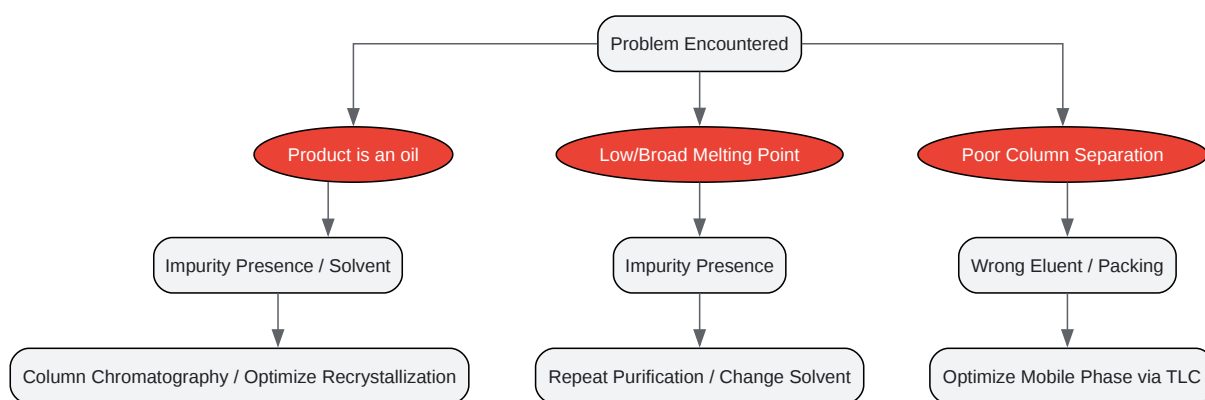 Problem Encountered
Product is an oil
Low/Broad Melting Point
Poor Column Separation
Impurity Presence / Solvent
Impurity Presence
Wrong Eluent / Packing
Column Chromatography / Optimize Recrystallization
Repeat Purification / Change Solvent
Optimize Mobile Phase via TLC